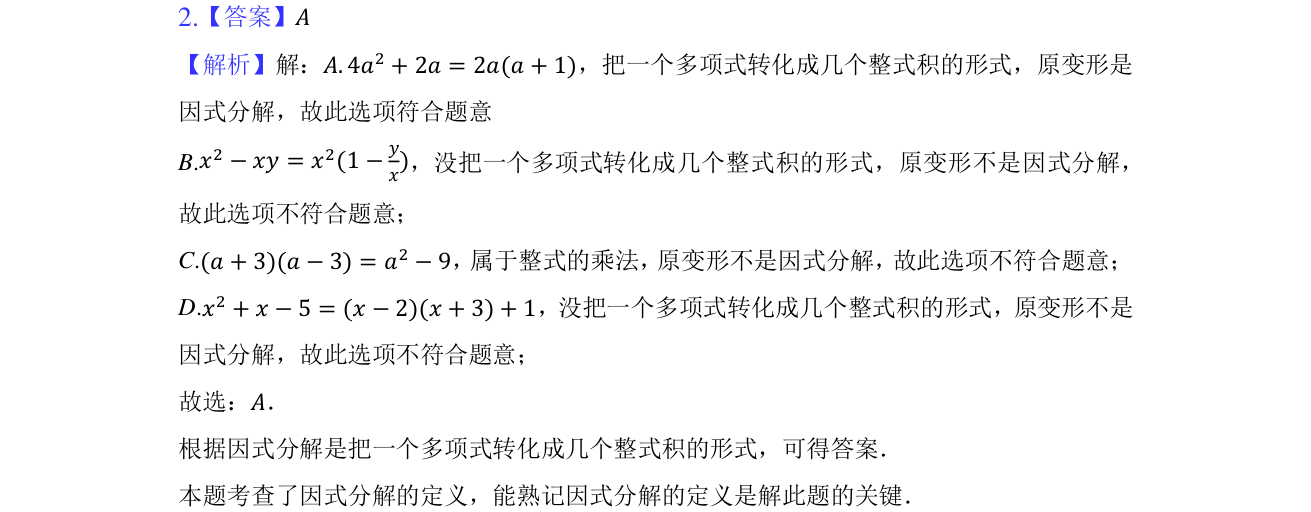 2.【答案】A
【解析】解：A. 4a² + 2a = 2a(a + 1)，把一个多项式转化成几个整式积的形式，原变形是
因式分解，故此选项符合题意
B.x² − xy = x²(1 − y/x)，没把一个多项式转化成几个整式积的形式，原变形不是因式分解，
故此选项不符合题意；
C.(a + 3)(a − 3) = a² − 9，属于整式的乘法，原变形不是因式分解，故此选项不符合题意；
D.x² + x − 5 = (x − 2)(x + 3) + 1，没把一个多项式转化成几个整式积的形式，原变形不是
因式分解，故此选项不符合题意；
故选：A．
根据因式分解是把一个多项式转化成几个整式积的形式，可得答案．
本题考查了因式分解的定义，能熟记因式分解的定义是解此题的关键．